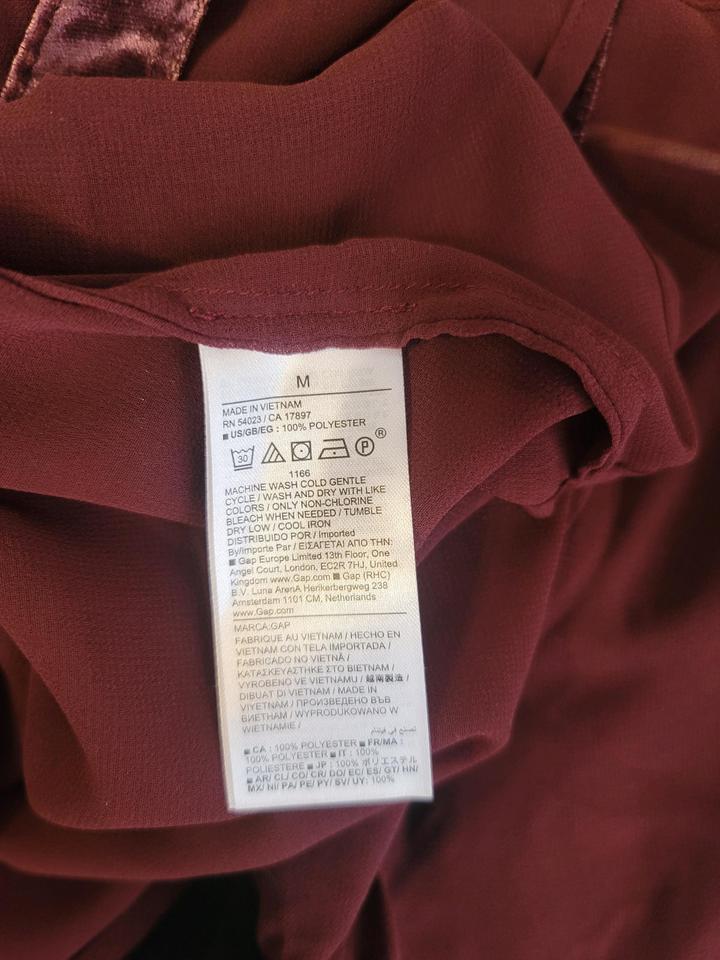 M
MADE IN VIETNAM
RN 54023 / CA 17897
■ US/GB/EG : 100% POLYESTER
30 P ®
1166
MACHINE WASH COLD GENTLE
CYCLE / WASH AND DRY WITH LIKE
COLORS / ONLY NON-CHLORINE
BLEACH WHEN NEEDED / TUMBLE
DRY LOW / COOL IRON
DISTRIBUIDO POR / Imported
By/Importe Par / ΕΙΣΑΓΕΤΑΙ ΑΠΟ ΤΗΝ:
■ Gap Europe Limited 13th Floor, One
Angel Court, London, EC2R 7HJ, United
Kingdom www.Gap.com ■ Gap (RHC)
B.V. Luna ArenA Herikerbergweg 238
Amsterdam 1101 CM, Netherlands
www.Gap.com
MARCA:GAP
FABRIQUE AU VIETNAM / HECHO EN
VIETNAM CON TELA IMPORTADA /
FABRICADO NO VIETNÃ /
ΚΑΤΑΣΚΕΥΑΣΤΗΚΕ ΣΤΟ ΒΙΕΤΝΑΜ /
VYROBENO VE VIETNAMU / 越南製造 /
DIBUAT DI VIETNAM / MADE IN
VIYETNAM / ПРОИЗВЕДЕНО ВЪВ
ВИЕТНАМ / WYPRODUKOWANO W
WIETNAMIE /
تصنع في فيتنام
■ CA : 100% POLYESTER ■ FR/MA :
100% POLYESTER ■ IT : 100%
POLIESTERE ■ JP : 100% ポリエステル
■ AR/ CL/ CO/ CR/ DO/ EC/ ES/ GT/ HN/
MX/ NI/ PA/ PE/ PY/ SV/ UY: 100%